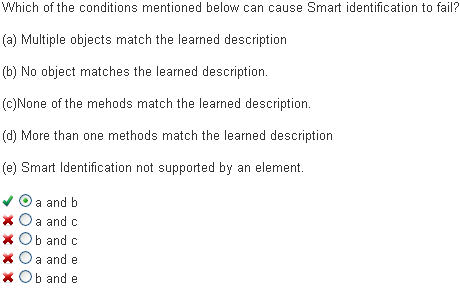 Which of the conditions mentioned below can cause Smart identification to fail?
(a) Multiple objects match the learned description
(b) No object matches the learned description.
(c)None of the mehods match the learned description.
(d) More than one methods match the learned description
(e) Smart Identification not supported by an element.
a and b
a and c
b and c
a and e
b and e